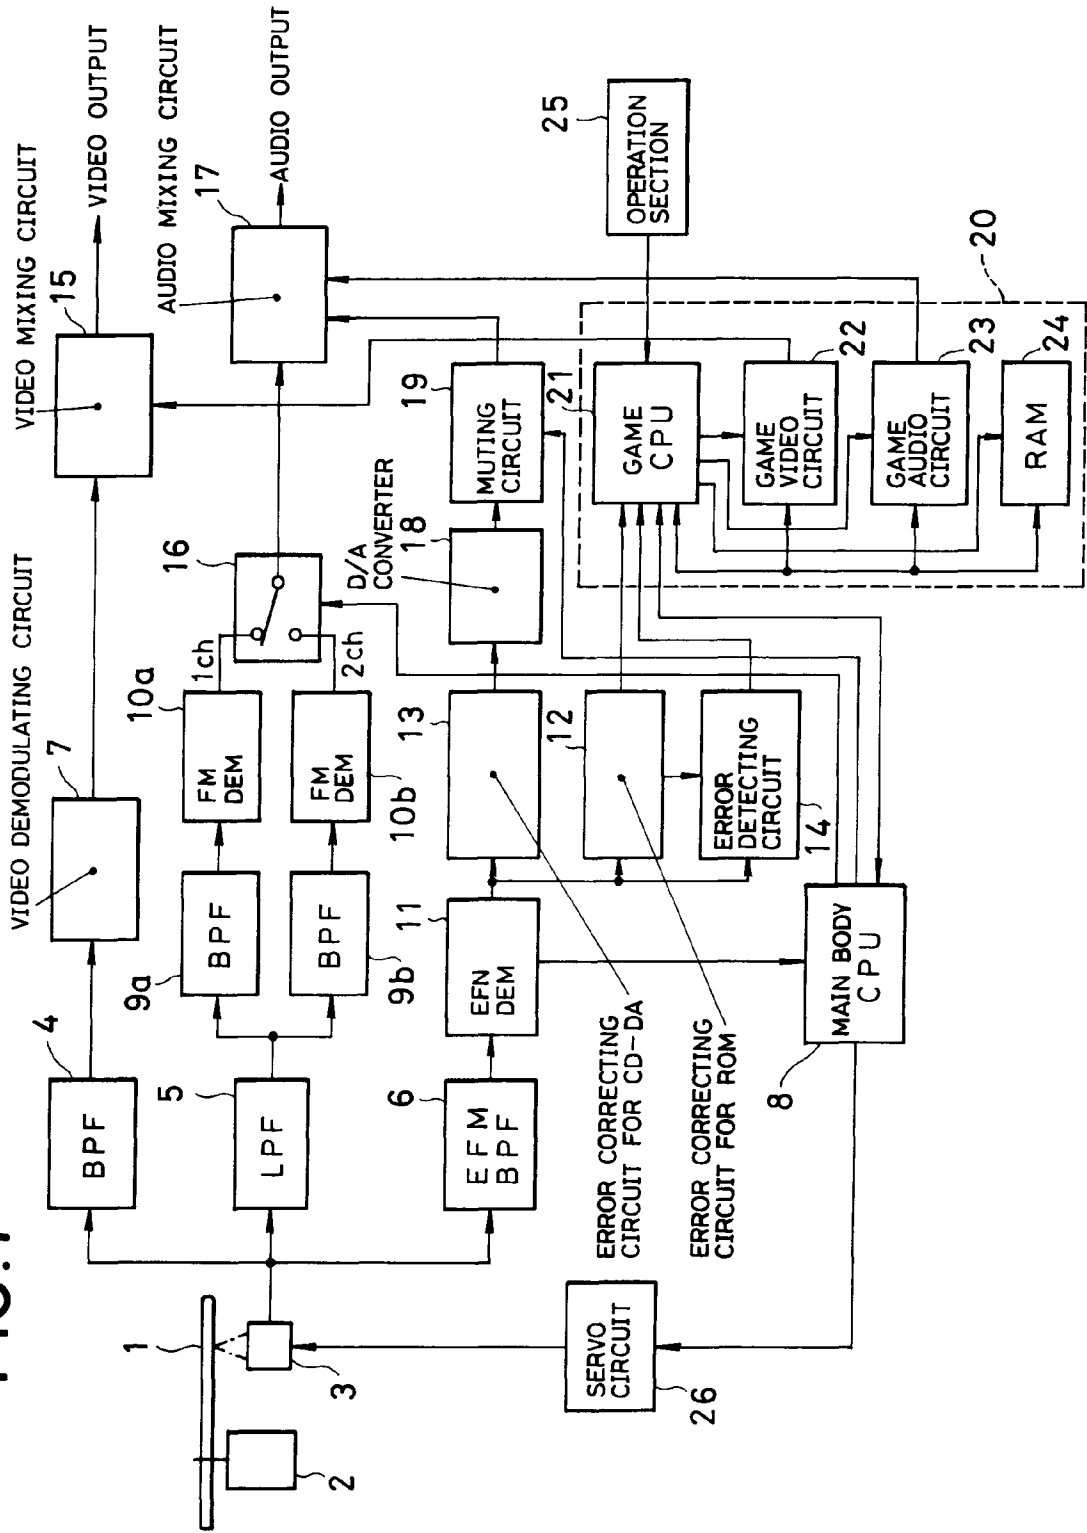 VIDEO DEMODULATING CIRCUIT
VIDEO MIXING CIRCUIT
4
BPF
7
15
VIDEO OUTPUT
AUDIO MIXING CIRCUIT
17
AUDIO OUTPUT
1
2
3
5
LPF
9a
BPF
9b
BPF
10a
FM
DEM
10b
FM
DEM
1ch
2ch
16
D/A
CONVERTER
6
EFM
BPF
11
EFN
DEM
13
18
19
MUTING
CIRCUIT
12
ERROR CORRECTING
CIRCUIT FOR CD-DA
ERROR CORRECTING
CIRCUIT FOR ROM
ERROR
DETECTING
CIRCUIT
14
25
OPERATION
SECTION
20
21
GAME
CPU
22
GAME
VIDEO
CIRCUIT
23
GAME
AUDIO
CIRCUIT
24
RAM
8
MAIN BODY
CPU
SERVO
CIRCUIT
26